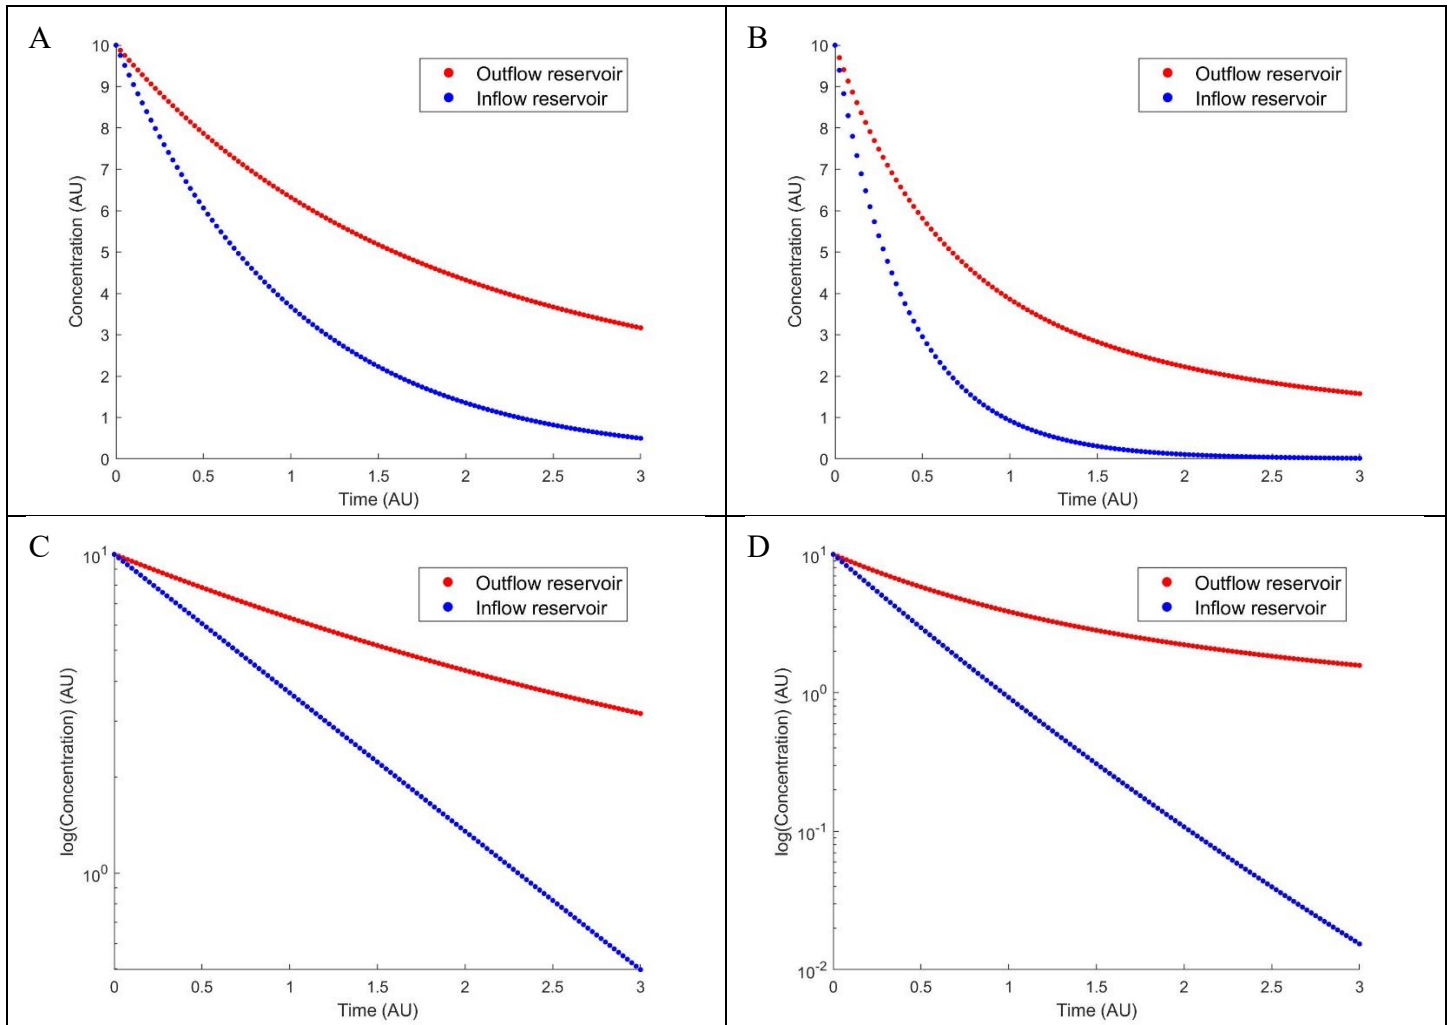 A
10
9
8
7
6
5
4
3
2
1
0
0 0.5 1 1.5 2 2.5 3
Concentration (AU)
Time (AU)
Outflow reservoir
Inflow reservoir
B
10
9
8
7
6
5
4
3
2
1
0
0 0.5 1 1.5 2 2.5 3
Concentration (AU)
Time (AU)
Outflow reservoir
Inflow reservoir
C
10¹
10⁰
0 0.5 1 1.5 2 2.5 3
log(Concentration) (AU)
Time (AU)
Outflow reservoir
Inflow reservoir
D
10¹
10⁰
10⁻¹
10⁻²
0 0.5 1 1.5 2 2.5 3
log(Concentration) (AU)
Time (AU)
Outflow reservoir
Inflow reservoir